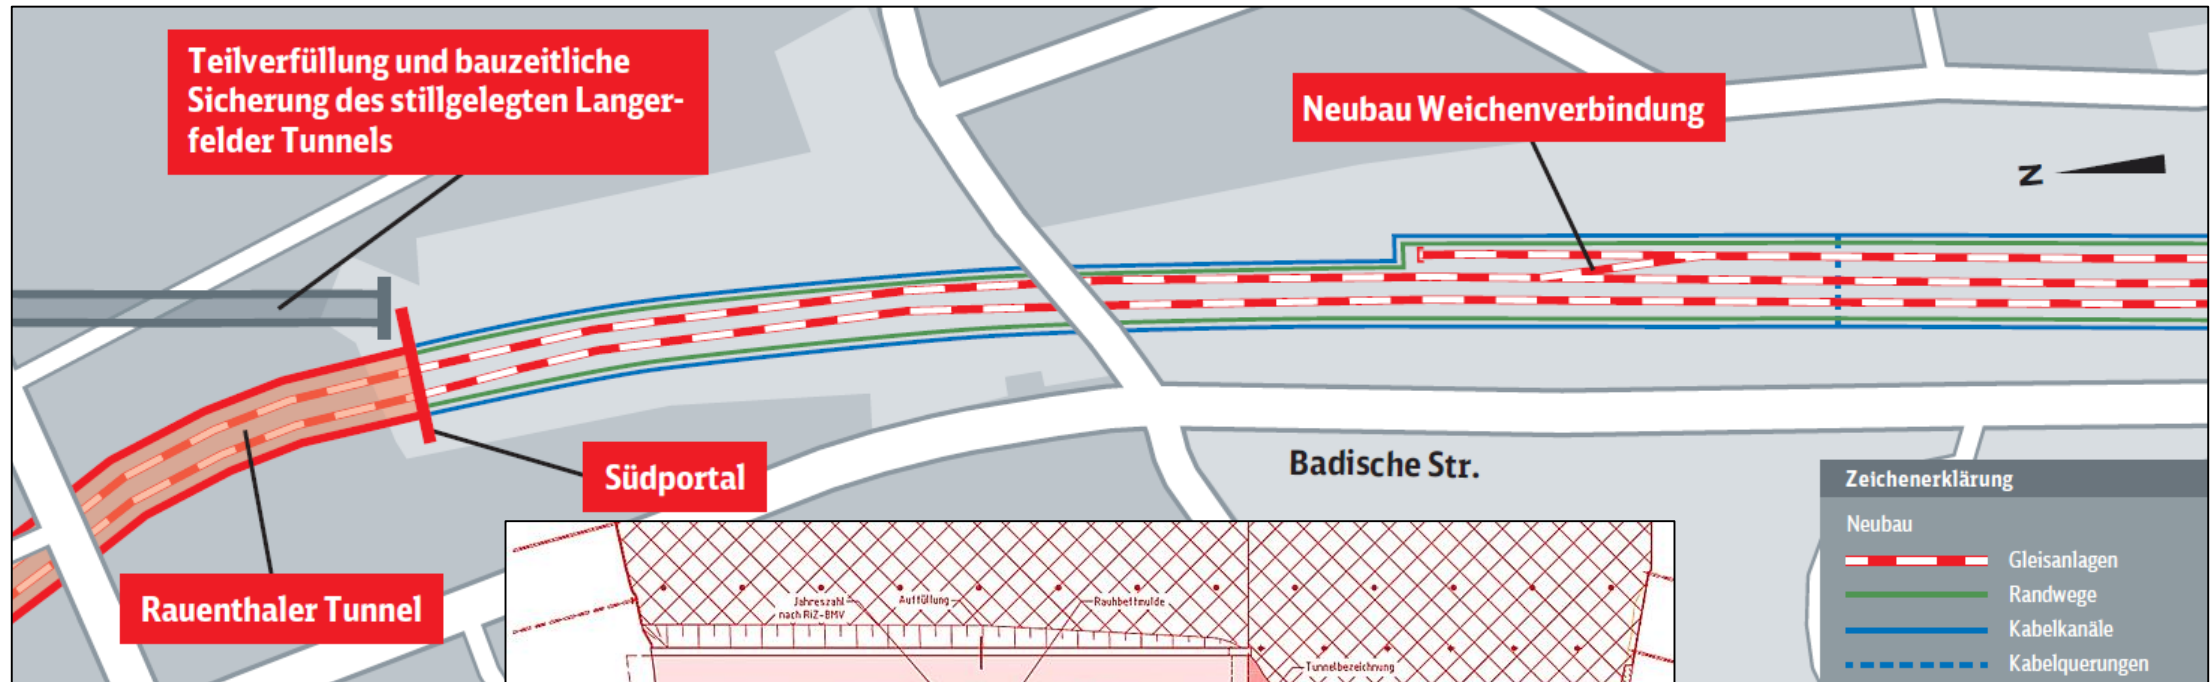 Teilverfüllung und bauzeitliche
Sicherung des stillgelegten Langer-
felder Tunnels
Neubau Weichenverbindung
N
Südportal
Badische Str.
Rauenthaler Tunnel
Jahreszahl
nach RiZ-BMV
Auffüllung
Rauhbettmulde
Tunnelbezeichnung
Zeichenerklärung
Neubau
Gleisanlagen
Randwege
Kabelkanäle
Kabelquerungen